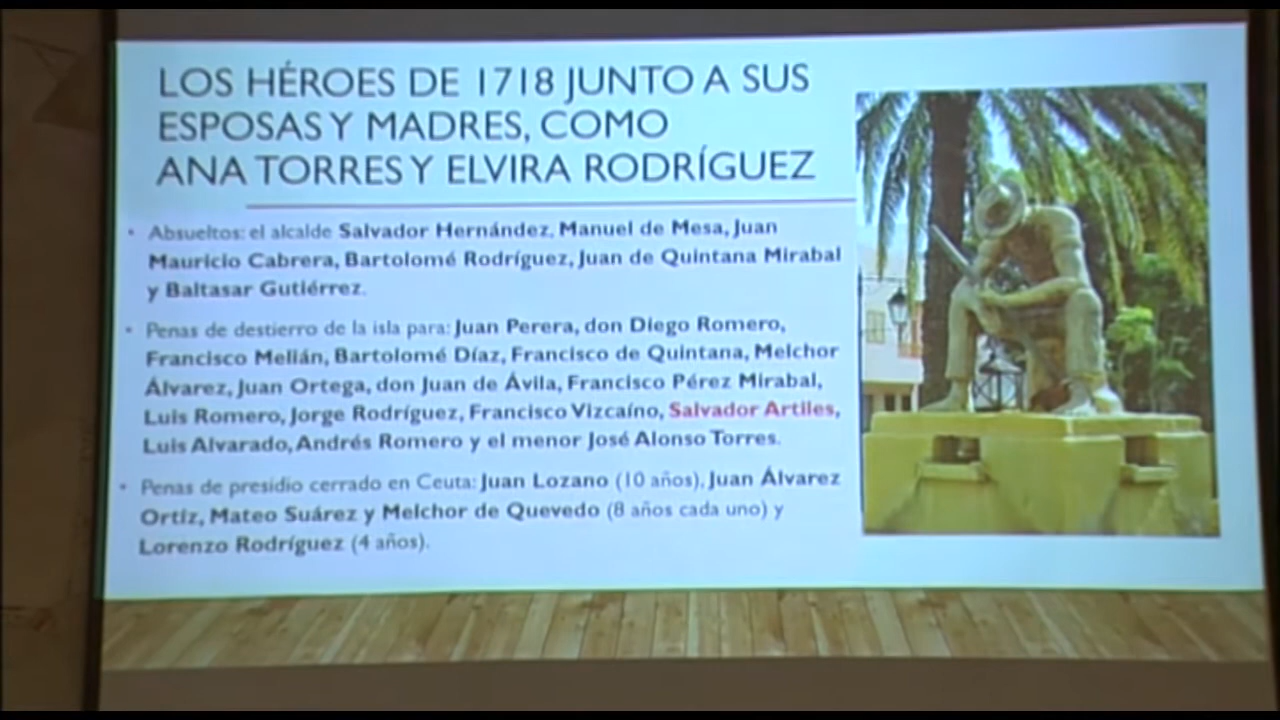 LOS HÉROES DE 1718 JUNTO A SUS
ESPOSAS Y MADRES, COMO
ANA TORRES Y ELVIRA RODRÍGUEZ
• Absueltos: el alcalde Salvador Hernández, Manuel de Mesa, Juan
Mauricio Cabrera, Bartolomé Rodríguez, Juan de Quintana Mirabal
y Baltasar Gutiérrez.
• Penas de destierro de la isla para: Juan Perera, don Diego Romero,
Francisco Melián, Bartolomé Díaz, Francisco de Quintana, Melchor
Álvarez, Juan Ortega, don Juan de Ávila, Francisco Pérez Mirabal,
Luis Romero, Jorge Rodríguez, Francisco Vizcaíno, Salvador Artiles,
Luis Alvarado, Andrés Romero y el menor José Alonso Torres.
• Penas de presidio cerrado en Ceuta: Juan Lozano (10 años), Juan Álvarez
Ortiz, Mateo Suárez y Melchor de Quevedo (8 años cada uno) y
Lorenzo Rodríguez (4 años).